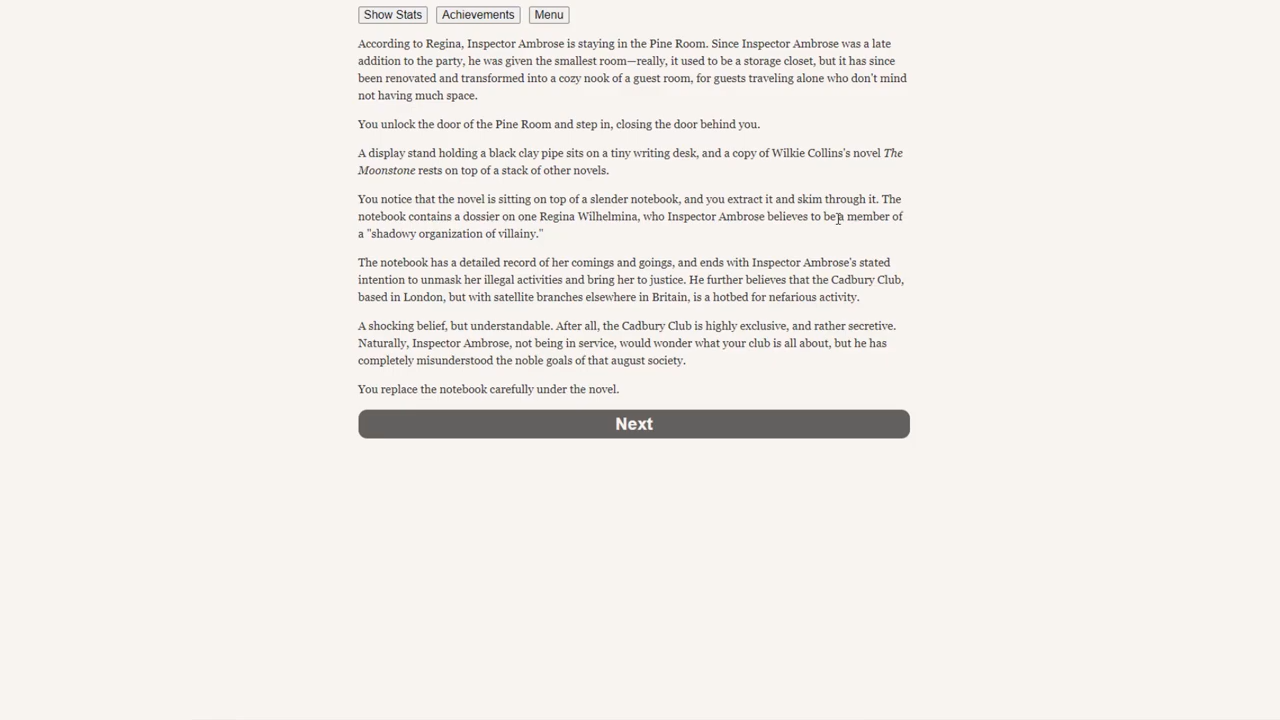 Show Stats Achievements Menu
According to Regina, Inspector Ambrose is staying in the Pine Room. Since Inspector Ambrose was a late
addition to the party, he was given the smallest room—really, it used to be a storage closet, but it has since
been renovated and transformed into a cozy nook of a guest room, for guests traveling alone who don't mind
not having much space.
You unlock the door of the Pine Room and step in, closing the door behind you.
A display stand holding a black clay pipe sits on a tiny writing desk, and a copy of Wilkie Collins's novel The
Moonstone rests on top of a stack of other novels.
You notice that the novel is sitting on top of a slender notebook, and you extract it and skim through it. The
notebook contains a dossier on one Regina Wilhelmina, who Inspector Ambrose believes to be a member of
a "shadowy organization of villainy."
The notebook has a detailed record of her comings and goings, and ends with Inspector Ambrose's stated
intention to unmask her illegal activities and bring her to justice. He further believes that the Cadbury Club,
based in London, but with satellite branches elsewhere in Britain, is a hotbed for nefarious activity.
A shocking belief, but understandable. After all, the Cadbury Club is highly exclusive, and rather secretive.
Naturally, Inspector Ambrose, not being in service, would wonder what your club is all about, but he has
completely misunderstood the noble goals of that august society.
You replace the notebook carefully under the novel.
Next